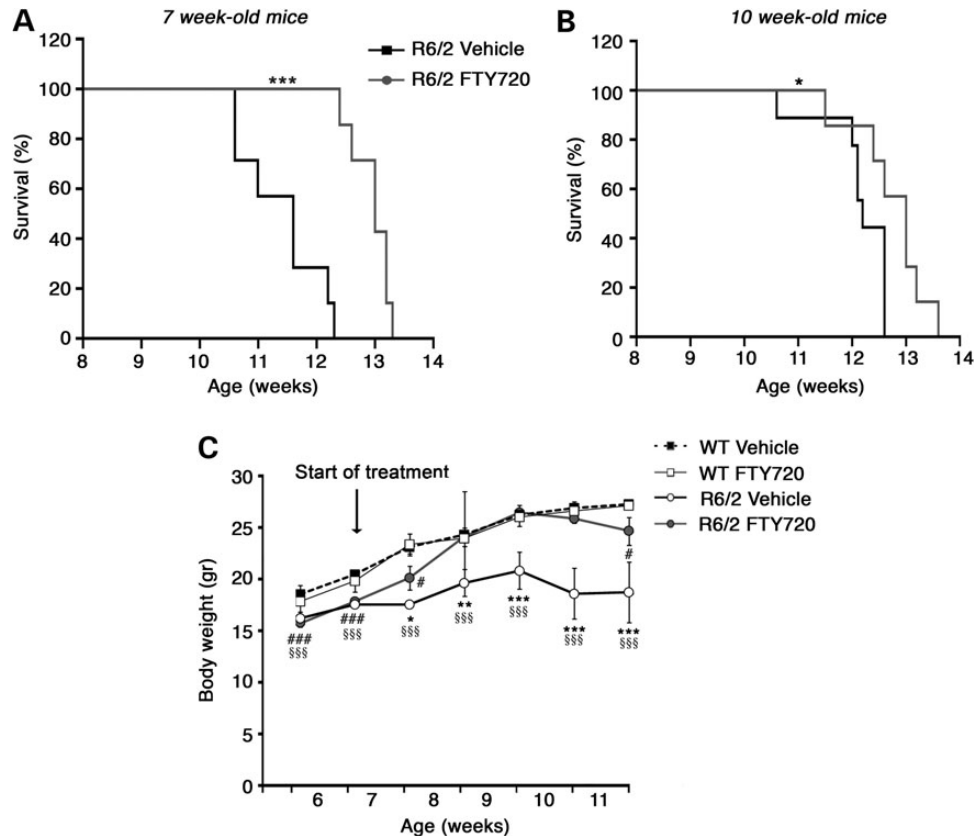 A
7 week-old mice
120
100
80
60
40
20
0
Survival (%)
***
R6/2 Vehicle
R6/2 FTY720
8 9 10 11 12 13 14
Age (weeks)
B
10 week-old mice
120
100
80
60
40
20
0
Survival (%)
*
8 9 10 11 12 13 14
Age (weeks)
C
WT Vehicle
WT FTY720
R6/2 Vehicle
R6/2 FTY720
Start of treatment
30
25
20
15
10
5
0
Body weight (gr)
###
§§§
###
§§§
#
*
§§§
**
§§§
***
§§§
***
§§§
#
***
§§§
6 7 8 9 10 11
Age (weeks)